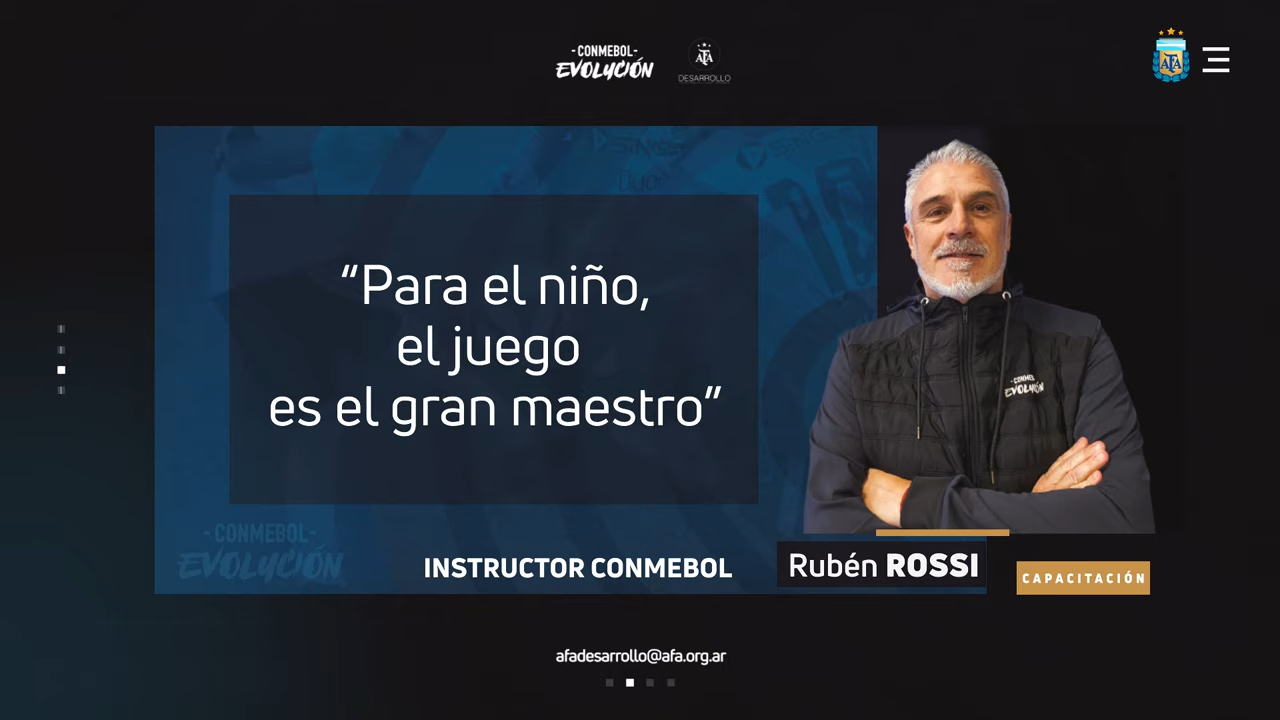 -CONMEBOL-
EVOLUCIÓN
AFA
DESARROLLO
AFA
“Para el niño,
el juego
es el gran maestro”
-CONMEBOL-
EVOLUCIÓN
-CONMEBOL-
EVOLUCIÓN
INSTRUCTOR CONMEBOL
Rubén ROSSI
CAPACITACIÓN
afadesarrollo@afa.org.ar